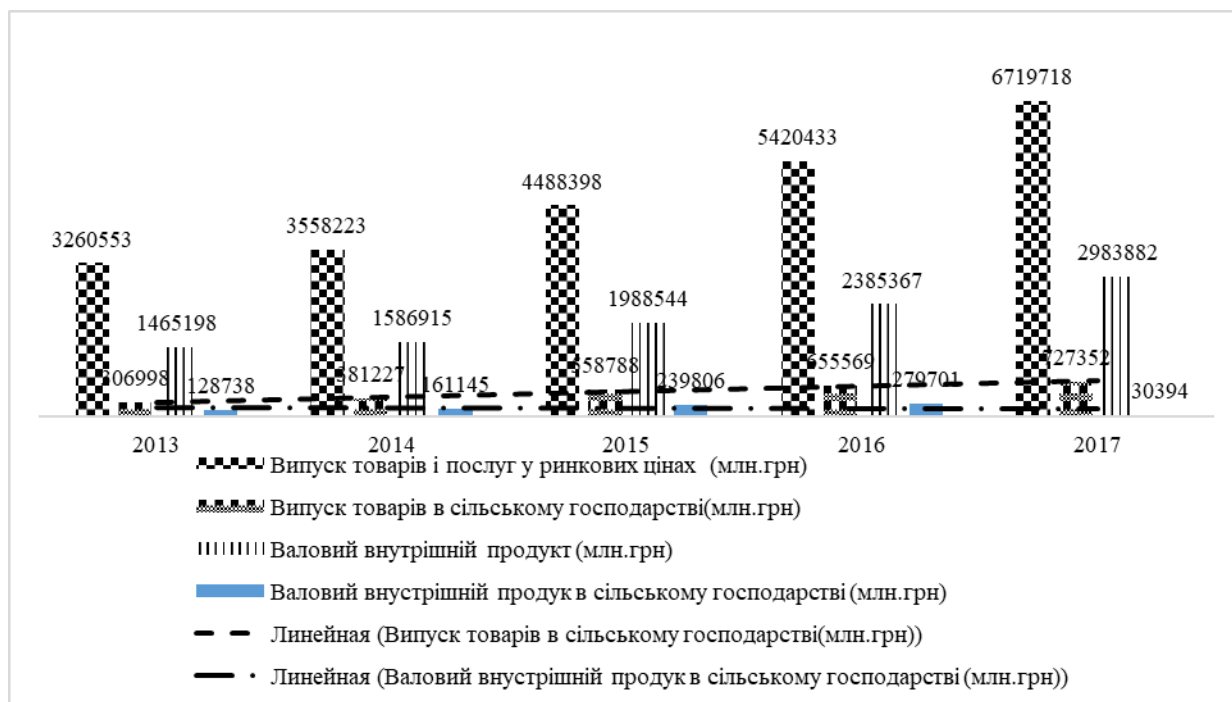 6719718
5420433
4488398
3558223
3260553
2983882
2385367
1988544
1586915
1465198
306998 128738 381227 161145 558788 239806 655569 279701 727352 30394
2013 2014 2015 2016 2017
Випуск товарів і послуг у ринкових цінах (млн.грн)
Випуск товарів в сільському господарстві(млн.грн)
Валовий внутрішній продукт (млн.грн)
Валовий внустрішній продук в сільському господарстві (млн.грн)
Линейная (Випуск товарів в сільському господарстві(млн.грн))
Линейная (Валовий внустрішній продук в сільському господарстві (млн.грн))